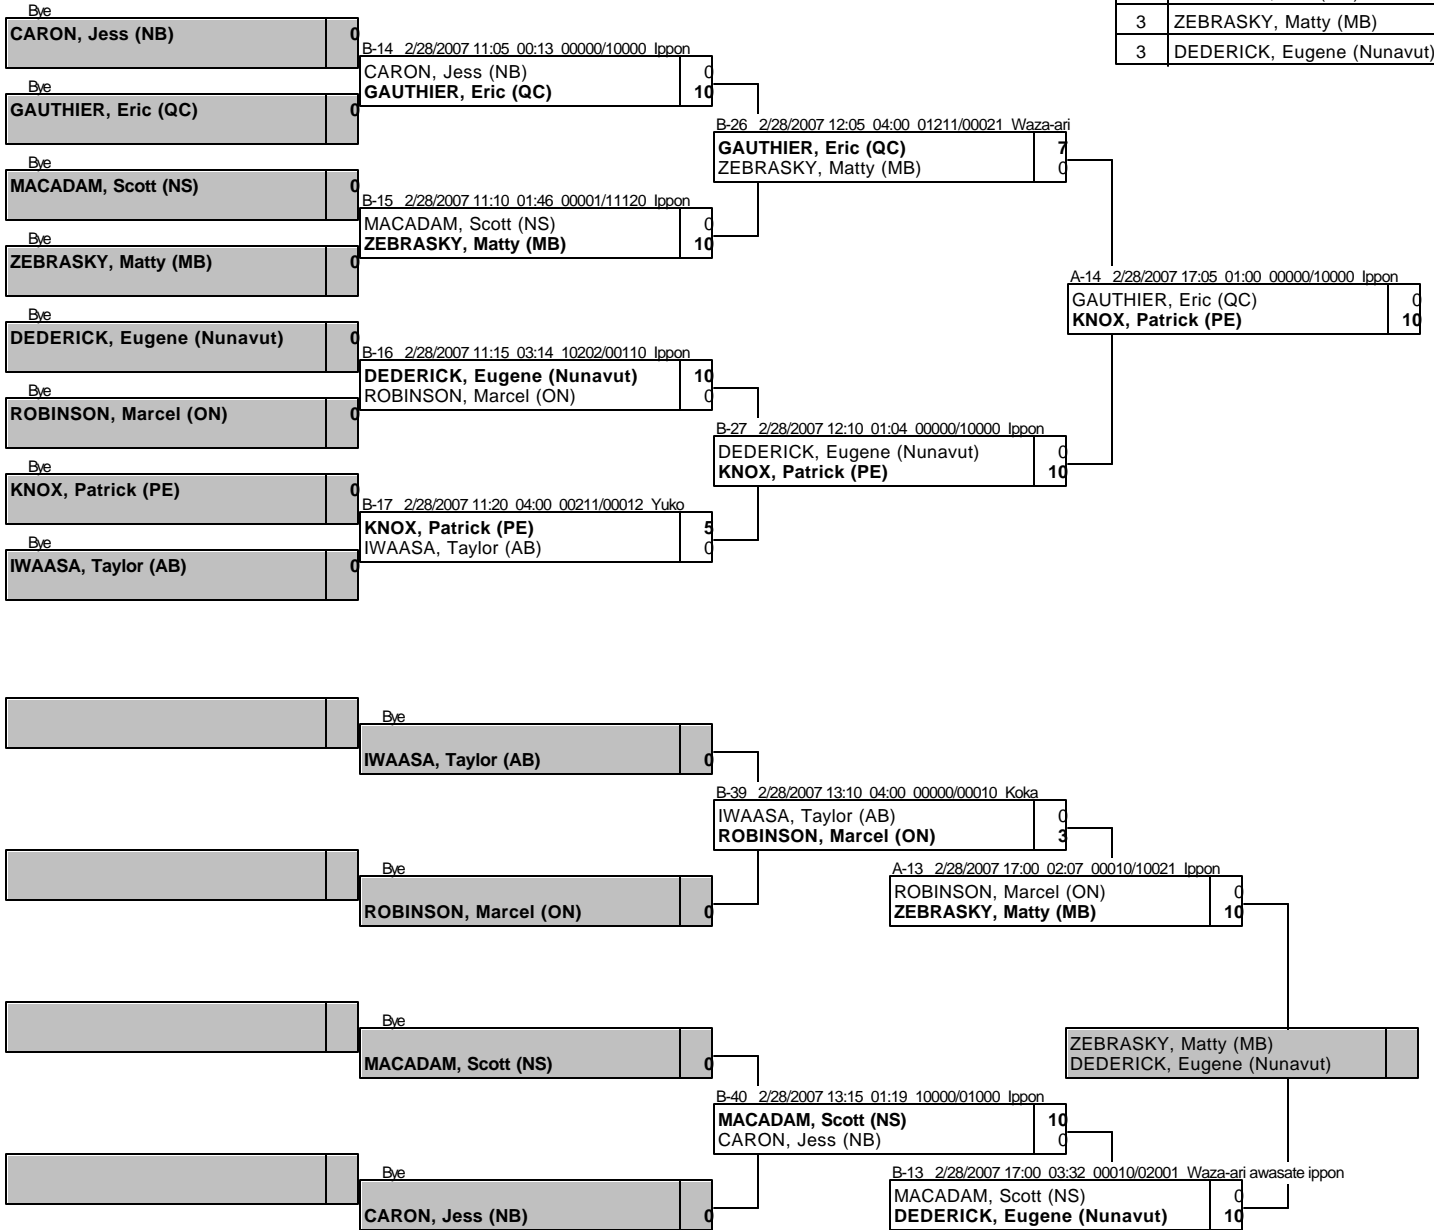 3 ZEBRASKY, Matty (MB)
3 DEDERICK, Eugene (Nunavut)
Bye
CARON, Jess (NB) 0
Bye
GAUTHIER, Eric (QC) 0
Bye
MACADAM, Scott (NS) 0
Bye
ZEBRASKY, Matty (MB) 0
Bye
DEDERICK, Eugene (Nunavut) 0
Bye
ROBINSON, Marcel (ON) 0
Bye
KNOX, Patrick (PE) 0
Bye
IWAASA, Taylor (AB) 0
B-14 2/28/2007 11:05 00:13 00000/10000 Ippon
CARON, Jess (NB) 0
GAUTHIER, Eric (QC) 10
B-15 2/28/2007 11:10 01:46 00001/11120 Ippon
MACADAM, Scott (NS) 0
ZEBRASKY, Matty (MB) 10
B-16 2/28/2007 11:15 03:14 10202/00110 Ippon
DEDERICK, Eugene (Nunavut) 10
ROBINSON, Marcel (ON) 0
B-17 2/28/2007 11:20 04:00 00211/00012 Yuko
KNOX, Patrick (PE) 5
IWAASA, Taylor (AB) 0
B-26 2/28/2007 12:05 04:00 01211/00021 Waza-ari
GAUTHIER, Eric (QC) 7
ZEBRASKY, Matty (MB) 0
B-27 2/28/2007 12:10 01:04 00000/10000 Ippon
DEDERICK, Eugene (Nunavut) 0
KNOX, Patrick (PE) 10
A-14 2/28/2007 17:05 01:00 00000/10000 Ippon
GAUTHIER, Eric (QC) 0
KNOX, Patrick (PE) 10
Bye
IWAASA, Taylor (AB) 0
Bye
ROBINSON, Marcel (ON) 0
Bye
MACADAM, Scott (NS) 0
Bye
CARON, Jess (NB) 0
B-39 2/28/2007 13:10 04:00 00000/00010 Koka
IWAASA, Taylor (AB) 0
ROBINSON, Marcel (ON) 3
B-40 2/28/2007 13:15 01:19 10000/01000 Ippon
MACADAM, Scott (NS) 10
CARON, Jess (NB) 0
A-13 2/28/2007 17:00 02:07 00010/10021 Ippon
ROBINSON, Marcel (ON) 0
ZEBRASKY, Matty (MB) 10
B-13 2/28/2007 17:00 03:32 00010/02001 Waza-ari awasate ippon
MACADAM, Scott (NS) 0
DEDERICK, Eugene (Nunavut) 10
ZEBRASKY, Matty (MB)
DEDERICK, Eugene (Nunavut)